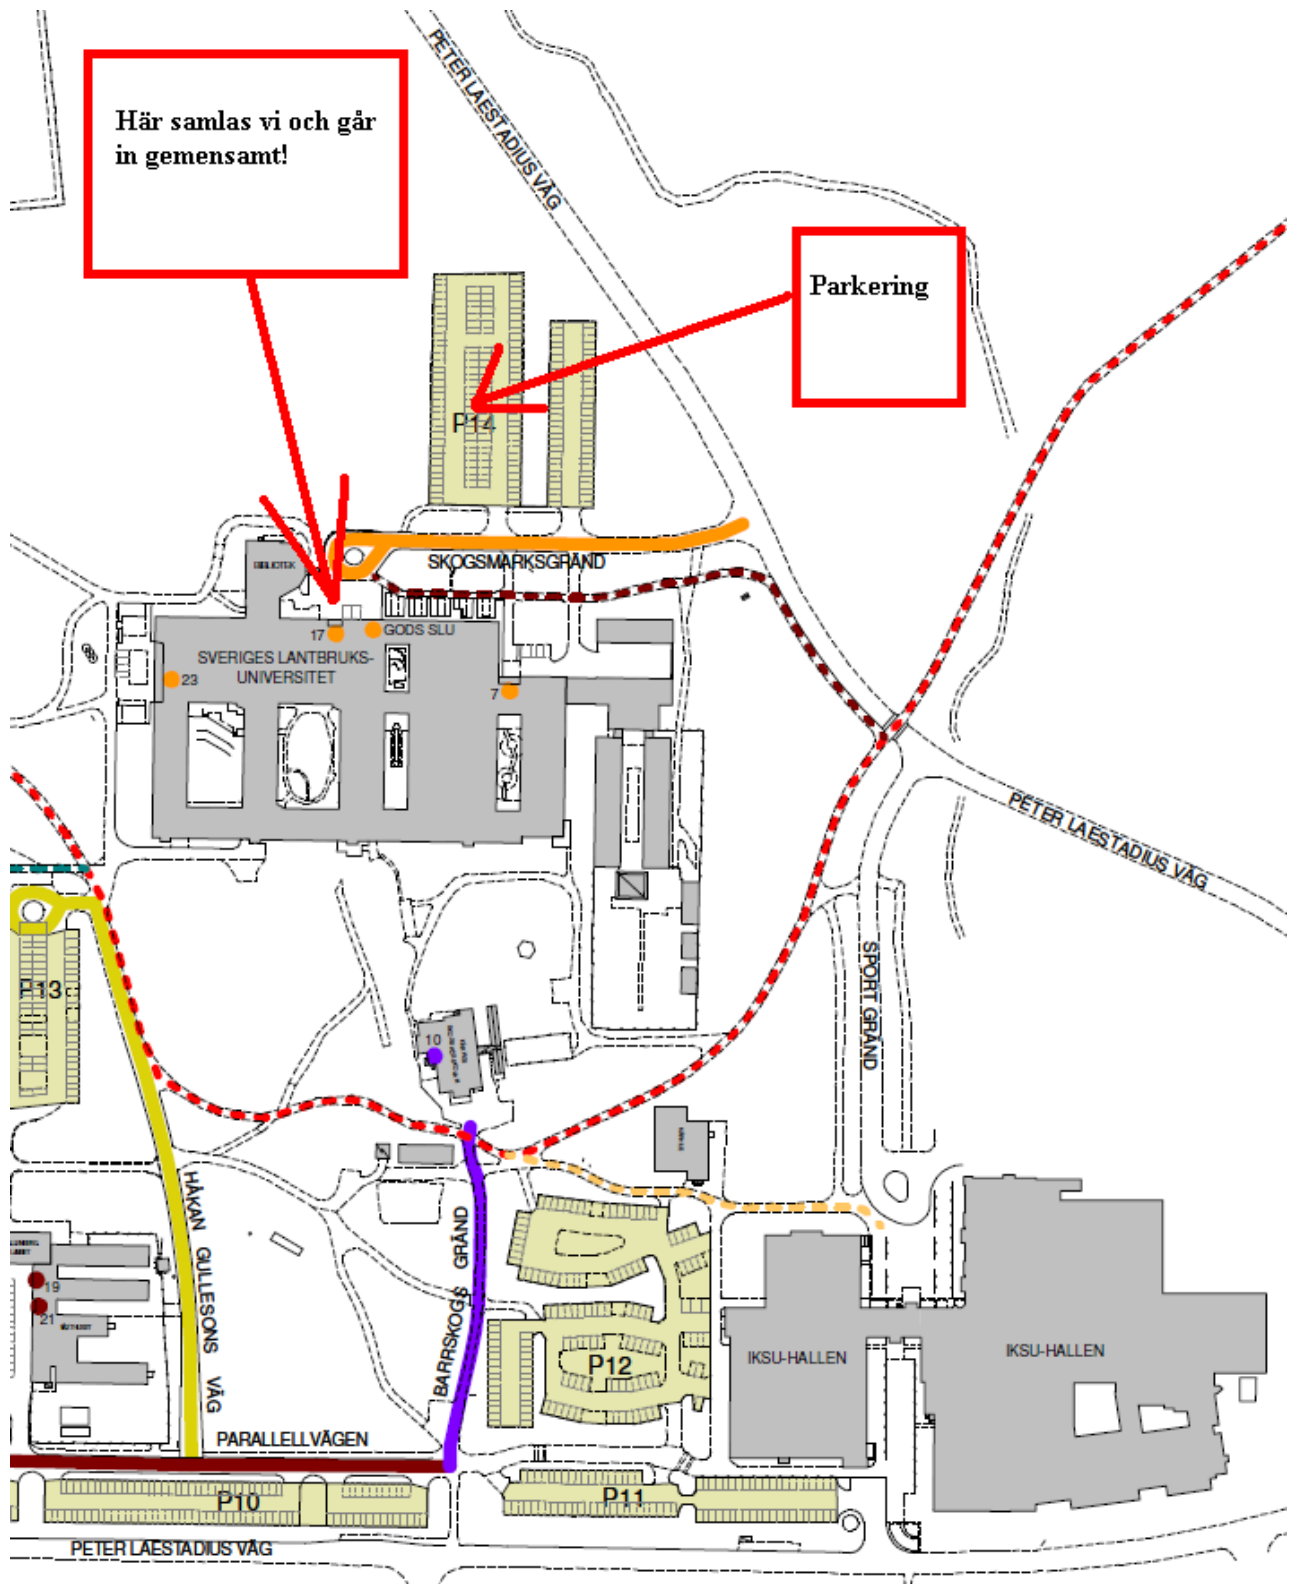 PETER LAESTADIUS VÄG
Här samlas vi och går
in gemensamt!
Parkering
P14
SKOGSMARKSGRÄND
BIBLIOTEK
17
GODS SLU
SVERIGES LANTBRUKS-
UNIVERSITET
23
7
PETER LAESTADIUS VÄG
P13
SPORT GRÄND
10
HÅKAN GULLESONS VÄG
BARRSKOGS GRÄND
19
21
P12
IKSU-HALLEN
IKSU-HALLEN
PARALLELLVÄGEN
P10
P11
PETER LAESTADIUS VÄG